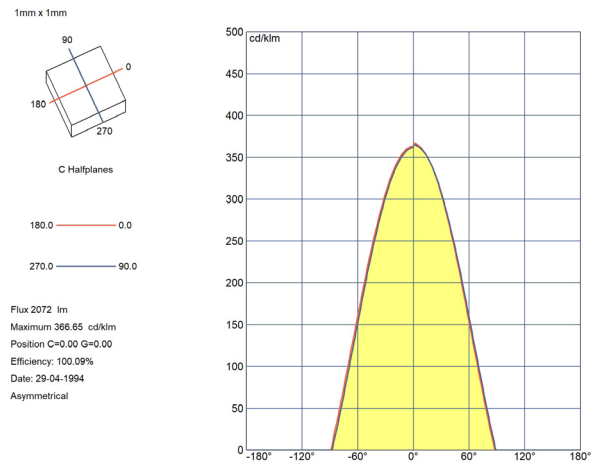 1mm x 1mm
90
0
180
270
C Halfplanes
180.0 0.0
270.0 90.0
Flux 2072 lm
Maximum 366.65 cd/klm
Position C=0.00 G=0.00
Efficiency: 100.09%
Date: 29-04-1994
Asymmetrical
500
cd/klm
450
400
350
300
250
200
150
100
50
0
-180° -120° -60° 0° 60° 120° 180°